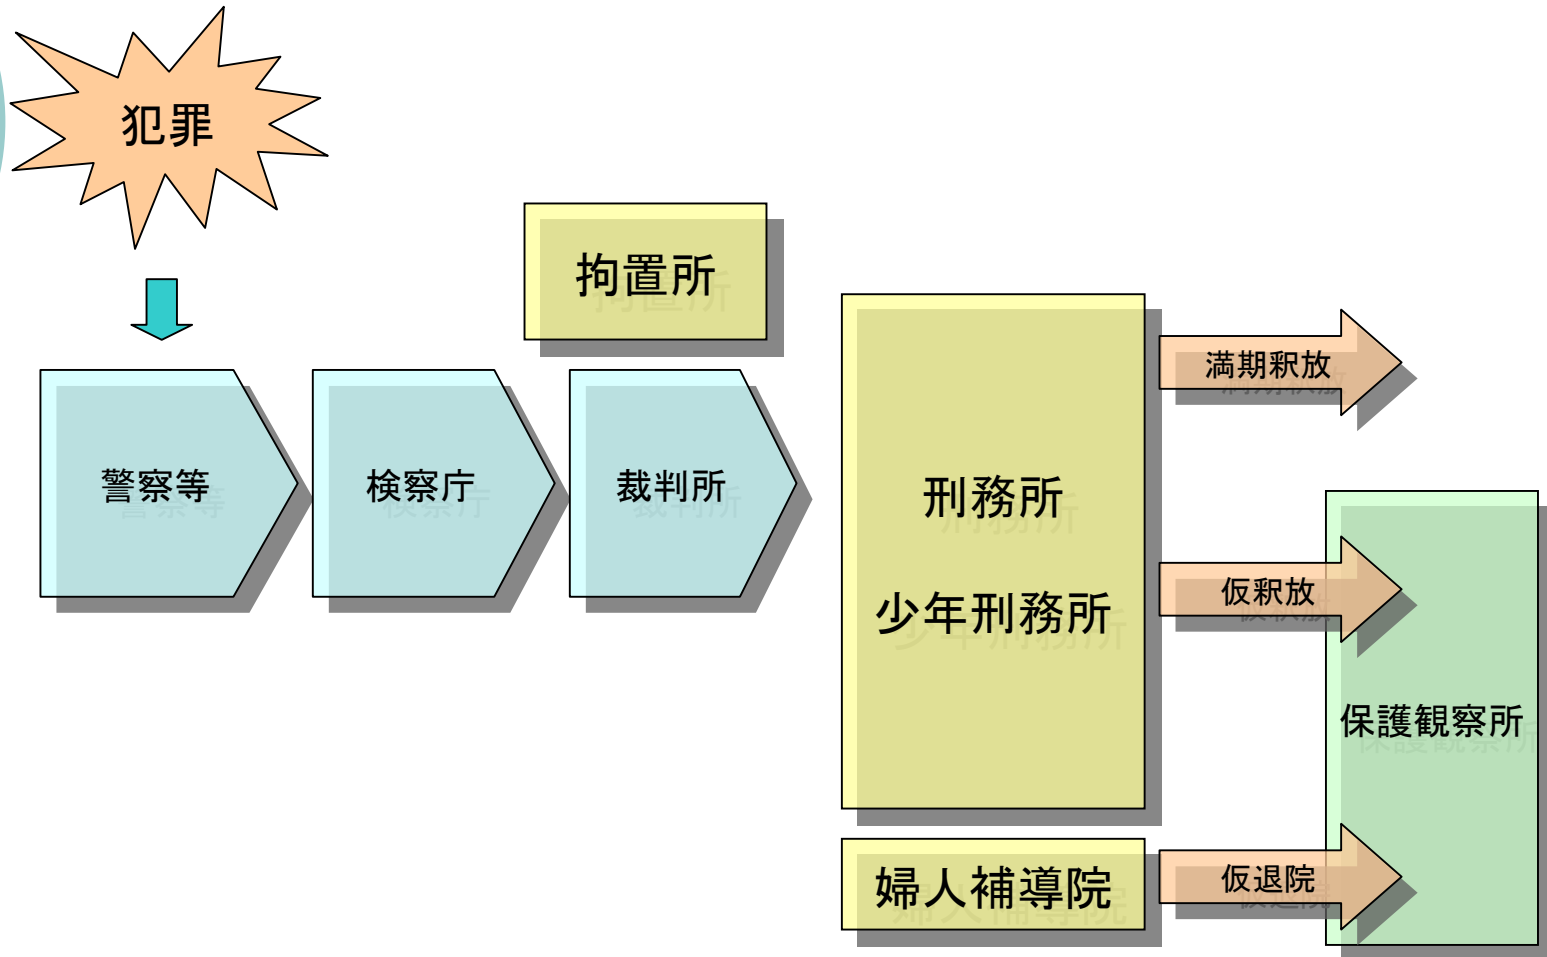 犯罪
拘置所
警察等
検察庁
裁判所
刑務所
少年刑務所
婦人補導院
満期釈放
仮釈放
仮退院
保護観察所